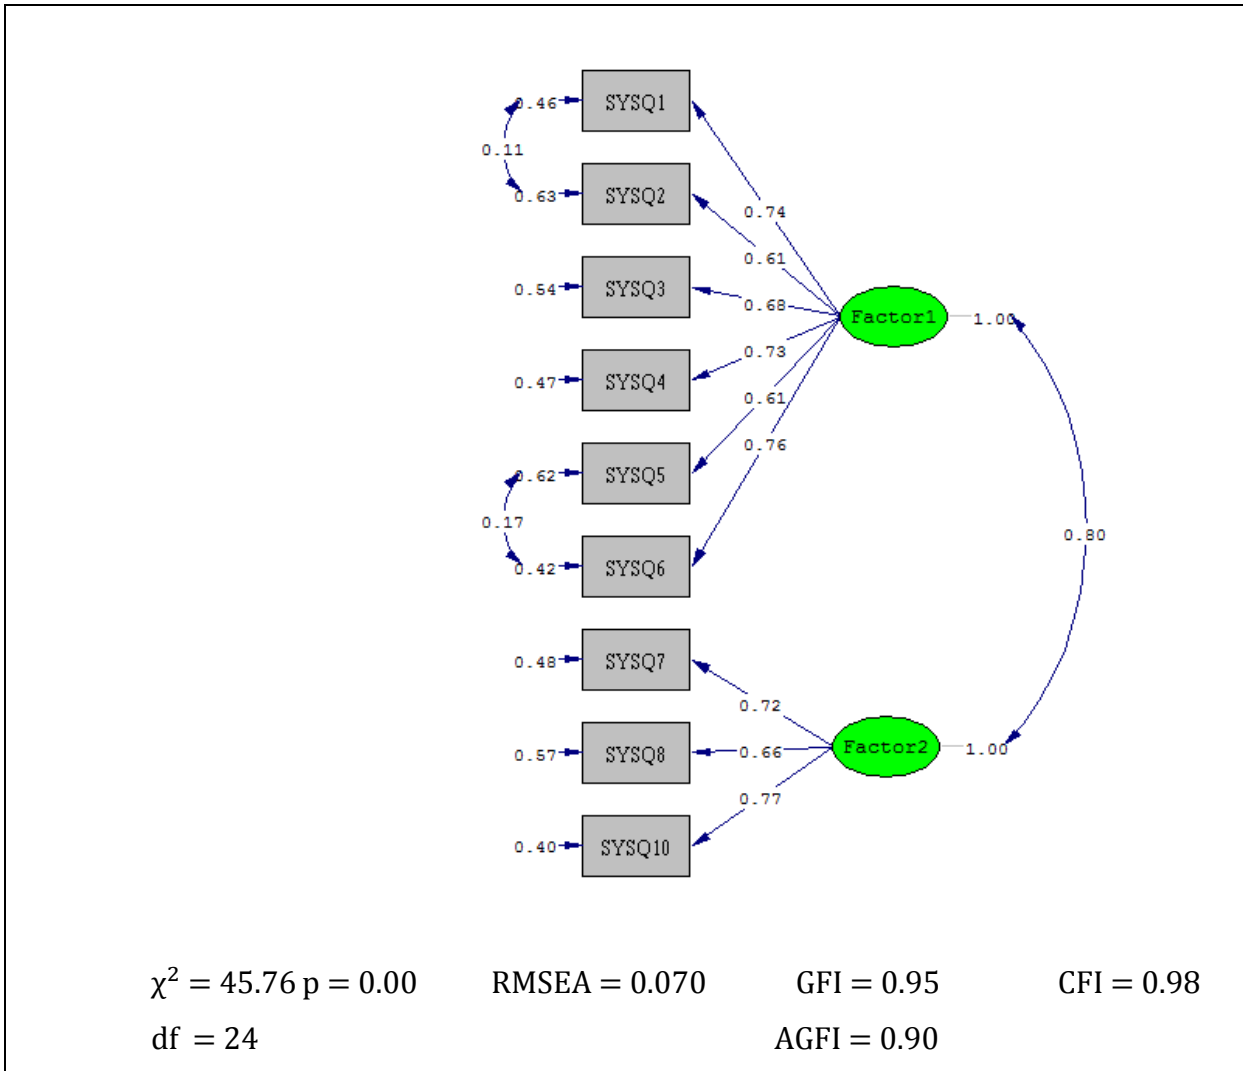 0.46 SYSQ1
0.11
0.63 SYSQ2
0.74
0.61
0.54 SYSQ3
0.68
Factor1 1.00
0.73
0.47 SYSQ4
0.61
0.76
0.62 SYSQ5
0.17
0.80
0.42 SYSQ6
0.48 SYSQ7
0.72
0.57 SYSQ8
0.66
Factor2 1.00
0.77
0.40 SYSQ10
χ² = 45.76 p = 0.00 RMSEA = 0.070 GFI = 0.95 CFI = 0.98
df = 24 AGFI = 0.90